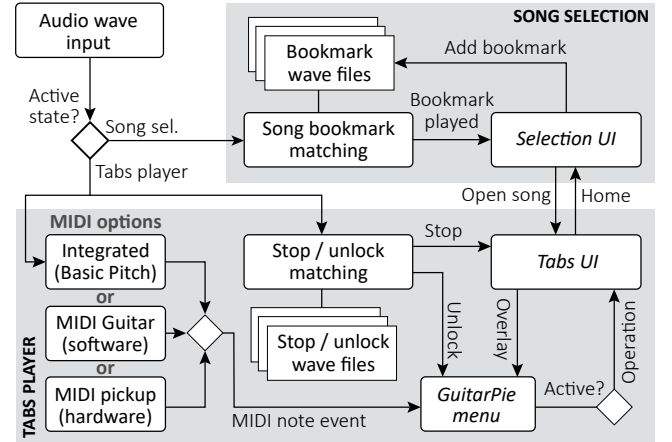 Audio wave
input
SONG SELECTION
Bookmark
wave files
Add bookmark
Active
state?
Song sel.
Song bookmark
matching
Bookmark
played
Selection UI
Tabs player
Open song
Home
MIDI options
Integrated
(Basic Pitch)
or
MIDI Guitar
(software)
or
MIDI pickup
(hardware)
TABS PLAYER
Stop / unlock
matching
Stop
Tabs UI
Stop / unlock
wave files
Unlock
Overlay
Operation
MIDI note event
GuitarPie
menu
Active?